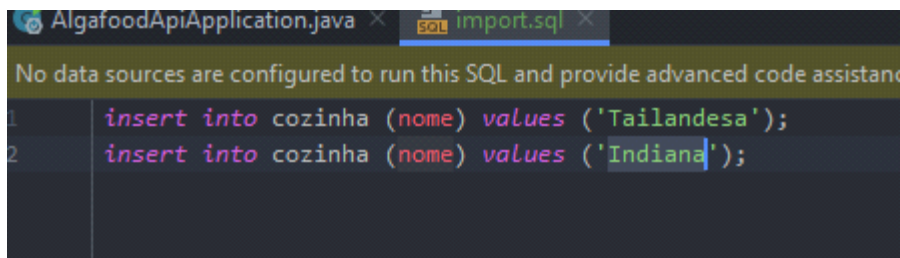 AlgafoodApiApplication.java × SQL import.sql ×
No data sources are configured to run this SQL and provide advanced code
1 insert into cozinha (nome) values ('Tailandesa');
2 insert into cozinha (nome) values ('Indiana');